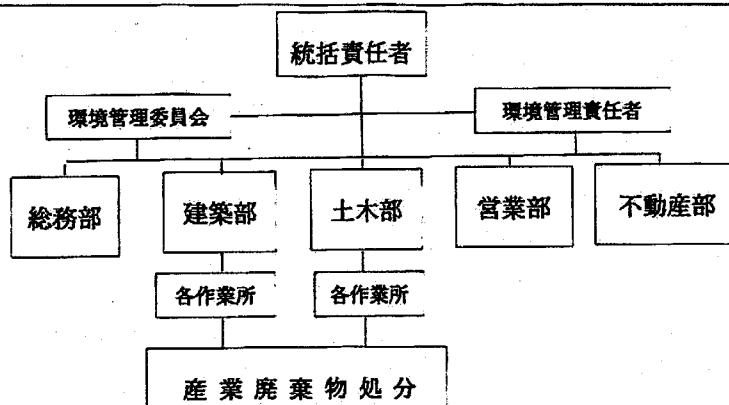 統括責任者
環境管理委員会
環境管理責任者
総務部
建築部
土木部
営業部
不動産部
各作業所
各作業所
産業廃棄物処分